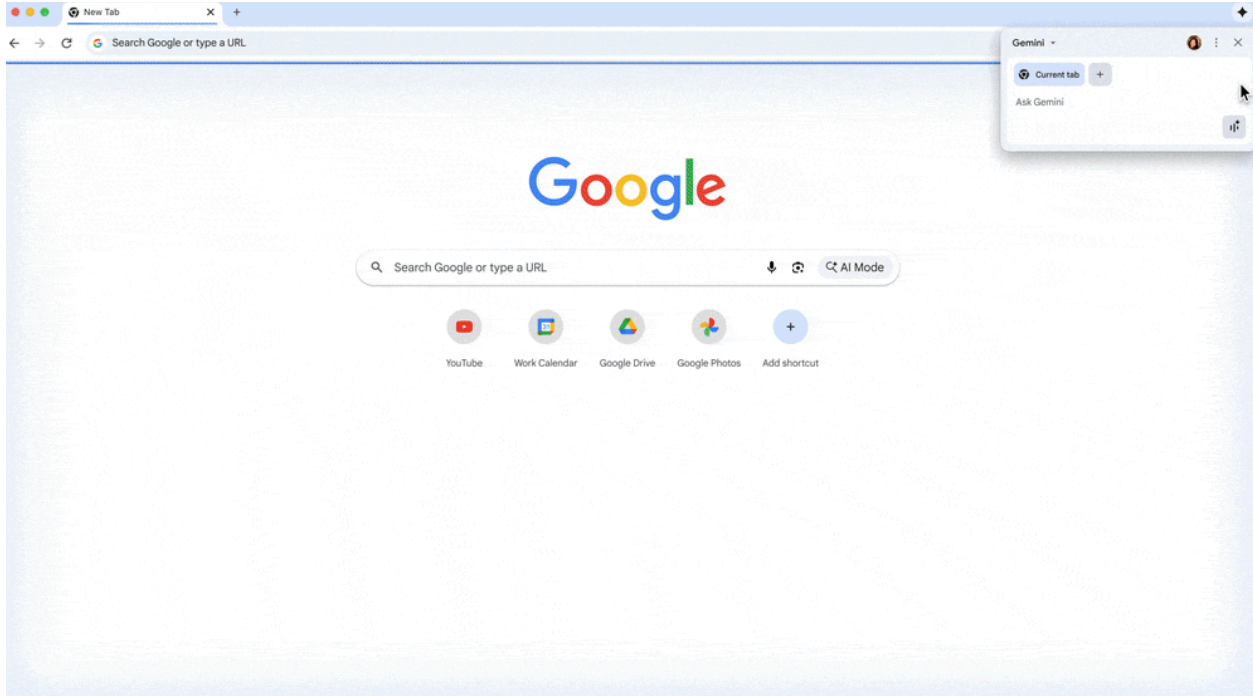 New Tab
Search Google or type a URL
Gemini
Current tab
Ask Gemini
Google
Search Google or type a URL
AI Mode
YouTube
Work Calendar
Google Drive
Google Photos
Add shortcut